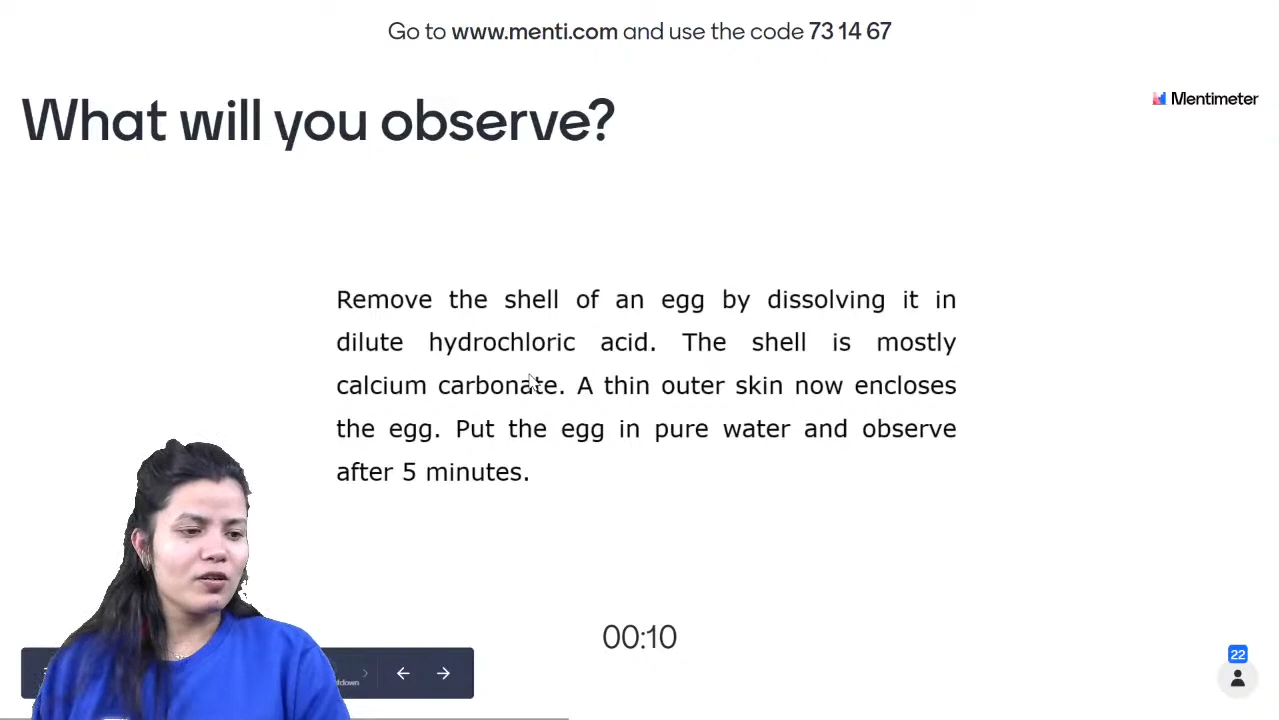 Go to www.menti.com and use the code 73 14 67
What will you observe?
Mentimeter
Remove the shell of an egg by dissolving it in
dilute hydrochloric acid. The shell is mostly
calcium carbonate. A thin outer skin now encloses
the egg. Put the egg in pure water and observe
after 5 minutes.
00:10
22